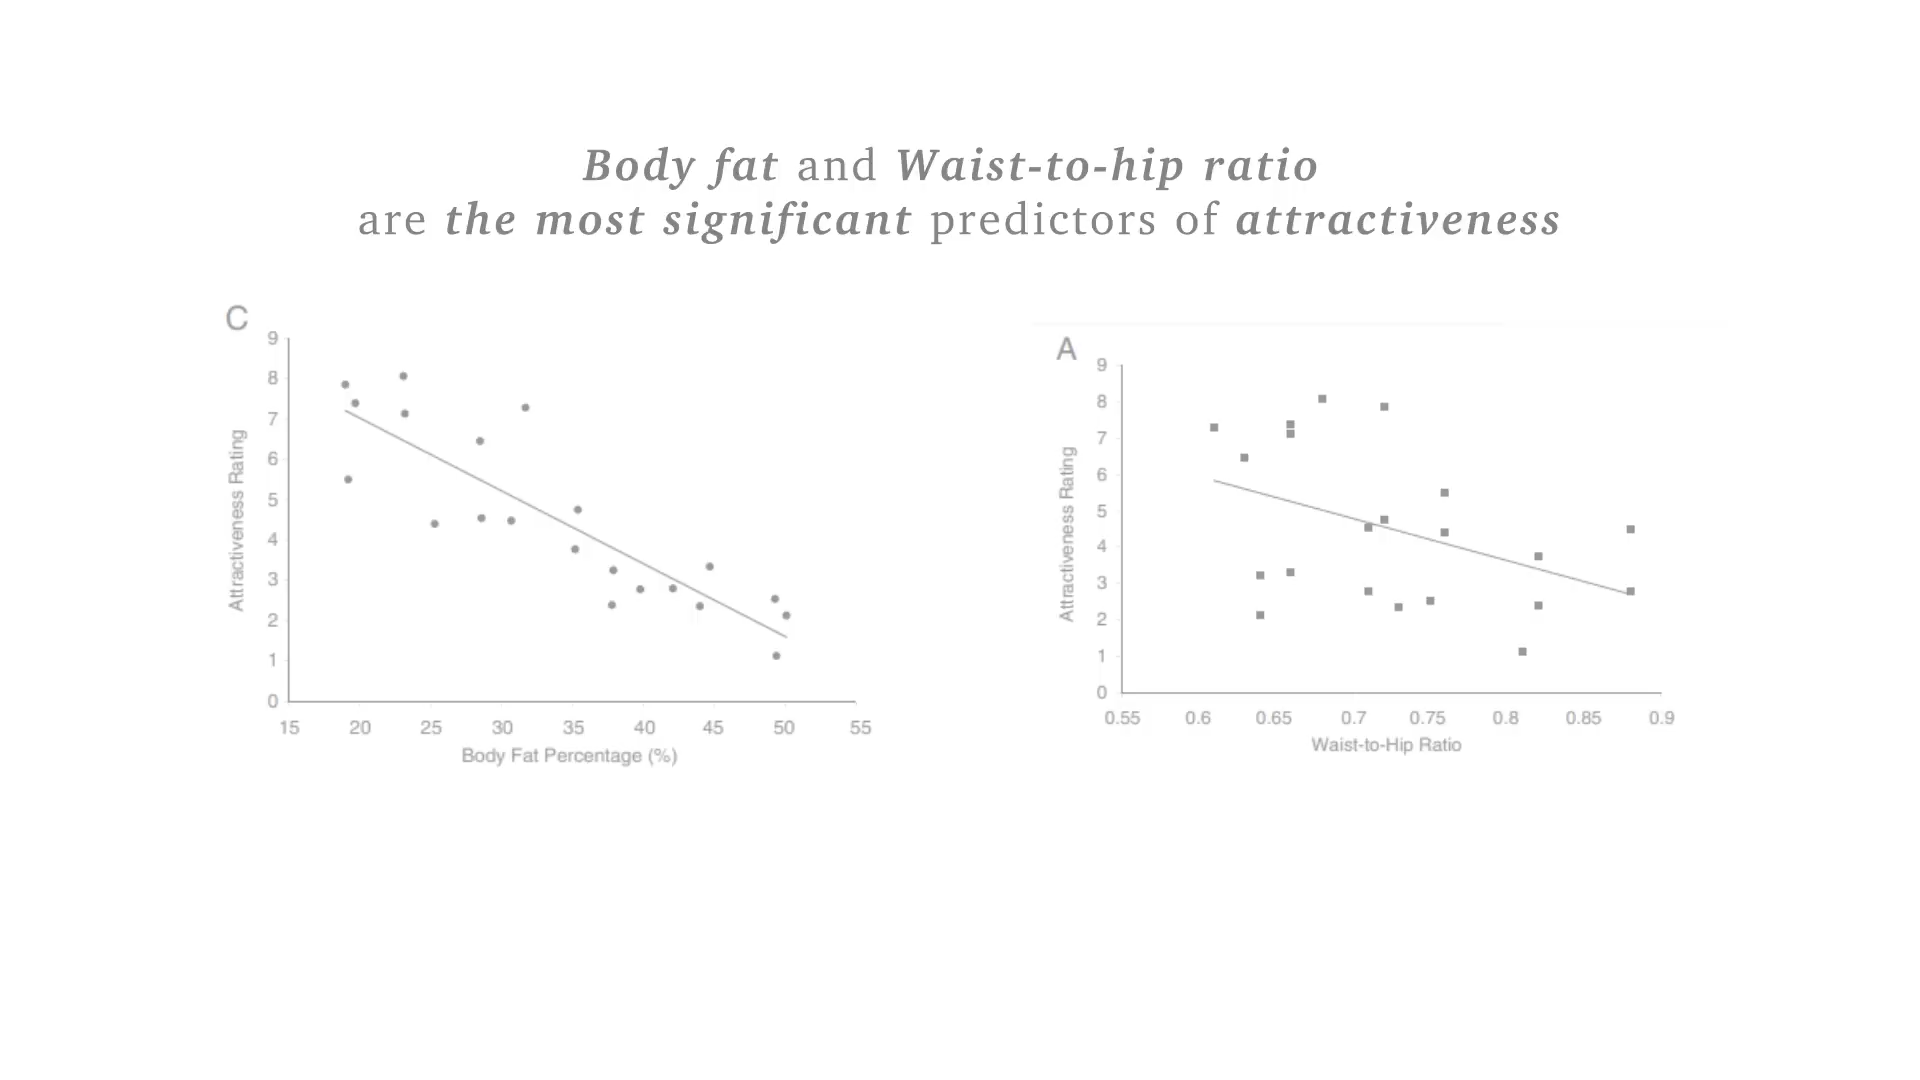 Body fat and Waist-to-hip ratio
are the most significant predictors of attractiveness
C
9
8
7
6
5
4
3
2
1
0
Attractiveness Rating
15 20 25 30 35 40 45 50 55
Body Fat Percentage (%)
A
9
8
7
6
5
4
3
2
1
0
Attractiveness Rating
0.55 0.6 0.65 0.7 0.75 0.8 0.85 0.9
Waist-to-Hip Ratio